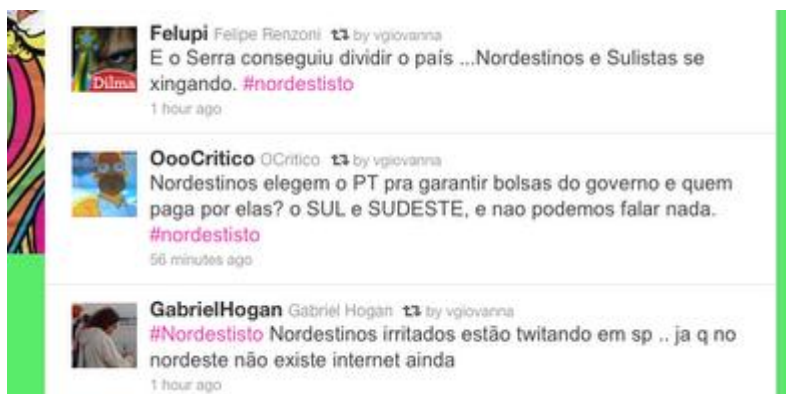 Felupi Felipe Renzoni by vgiovanna
E o Serra conseguiu dividir o país ...Nordestinos e Sulistas se
xingando. #nordestisto
1 hour ago
Dilma
OooCritico OCritico by vgiovanna
Nordestinos elegem o PT pra garantir bolsas do governo e quem
paga por elas? o SUL e SUDESTE, e nao podemos falar nada.
#nordestisto
56 minutes ago
GabrielHogan Gabriel Hogan by vgiovanna
#Nordestisto Nordestinos irritados estão twitando em sp .. ja q no
nordeste não existe internet ainda
1 hour ago